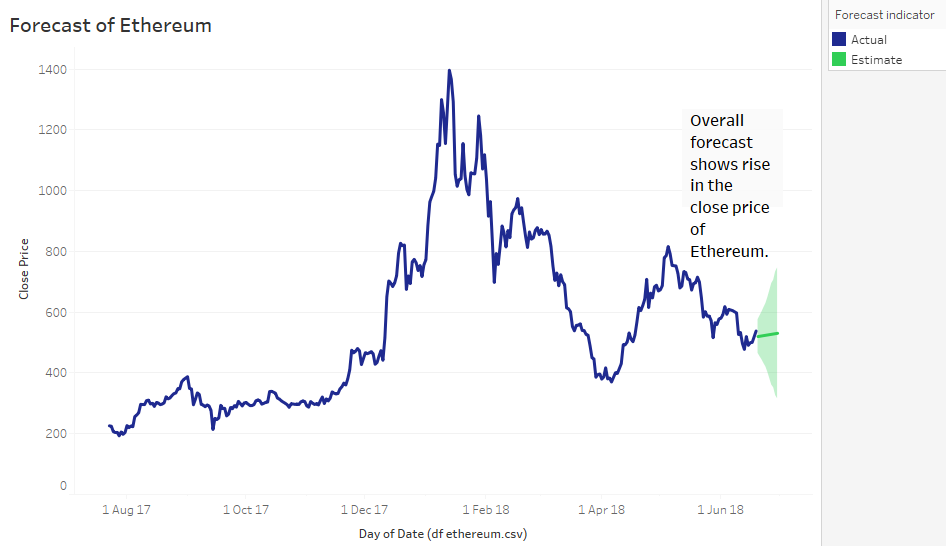 Forecast of Ethereum
Forecast indicator
Actual
Estimate
1400
1200
1000
800
600
400
200
0
Close Price
Overall
forecast
shows rise
in the
close price
of
Ethereum.
1 Aug 17
1 Oct 17
1 Dec 17
1 Feb 18
1 Apr 18
1 Jun 18
Day of Date (df ethereum.csv)